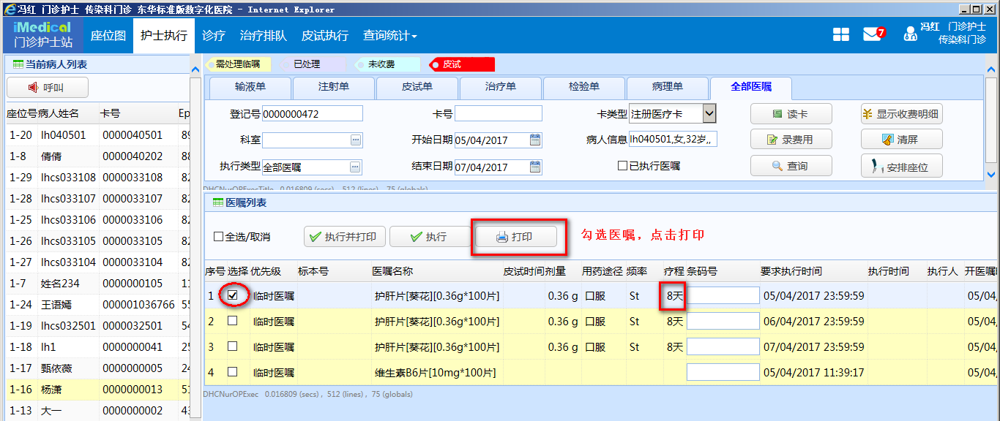 冯红 门诊护士 传染科门诊 东华标准版数字化医院 - Internet Explorer
iMedical
门诊护士站
座位图 护士执行 诊疗 治疗排队 皮试执行 查询统计
7
冯红 门诊护士
传染科门诊
当前病人列表
呼叫
座位号 病人姓名 卡号 Ep
1-20 lh040501 0000040501 89
1-8 倩倩 0000040202 88
1-29 lhcs033108 0000033108 82
1-28 lhcs033107 0000033107 82
1-25 lhcs033106 0000033106 82
1-26 lhcs033105 0000033105 82
1-27 lhcs033104 0000033104 82
1-7 姓名234 0000000105 11
1-24 王语嫣 000001036766 55
1-19 lhcs032501 0000032501 54
1-18 lh1 0000000041 25
1-17 甄依薇 0000000005 24
1-16 杨潇 0000000013 51
1-13 大一 0000000002 43
需处理临嘱 已处理 未收费 皮试
输液单 注射单 皮试单 治疗单 检验单 病理单 全部医嘱
登记号 0000000472 卡号 卡类型 注册医疗卡 读卡 显示收费明细
科室 开始日期 05/04/2017 病人信息 lh040501,女,32岁,, 录费用 清屏
执行类型 全部医嘱 结束日期 07/04/2017 已执行医嘱 查询 安排座位
DHCNurOPExecTitle 0.016809 (secs) , 512 (lines) , 75 (globals)
医嘱列表
全选/取消 执行并打印 执行 打印 勾选医嘱，点击打印
序号 选择 优先级 标本号 医嘱名称 皮试时间 剂量 用药途径 频率 疗程 条码号 要求执行时间 执行时间 执行人 开医嘱
1 临时医嘱 护肝片[葵花][0.36g*100片] 0.36 g 口服 St 8天 05/04/2017 23:59:59 05/04/
2 临时医嘱 护肝片[葵花][0.36g*100片] 0.36 g 口服 St 8天 06/04/2017 23:59:59 05/04/
3 临时医嘱 护肝片[葵花][0.36g*100片] 0.36 g 口服 St 8天 07/04/2017 23:59:59 05/04/
4 临时医嘱 维生素B6片[10mg*100片] 05/04/2017 11:39:17 05/04/
DHCNurOPExec 0.016809 (secs) , 512 (lines) , 75 (globals)